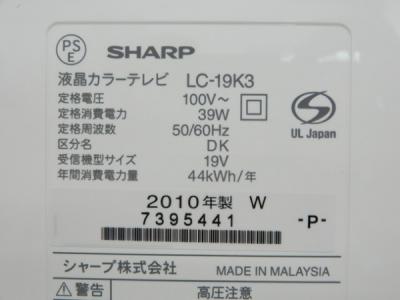 PS
E
SHARP
液晶カラーテレビ LC-19K3
定格電圧 100V～
定格消費電力 39W
定格周波数 50/60Hz
区分名 DK
受信機型サイズ 19V
年間消費電力量 44kWh/年
S
UL Japan
2010年製 W
7395441 -P-
シャープ株式会社 MADE IN MALAYSIA
⚠警告 高圧注意